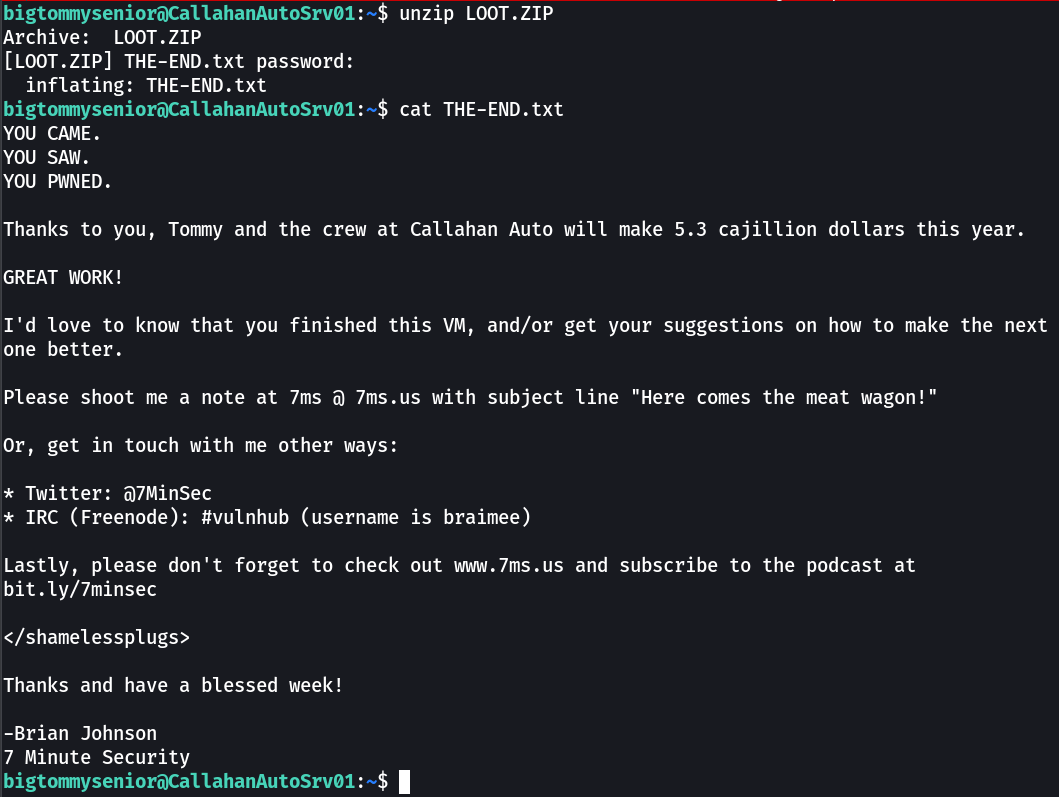 bigtommysenior@CallahanAutoSrv01:~$ unzip LOOT.ZIP
Archive:  LOOT.ZIP
[LOOT.ZIP] THE-END.txt password:
  inflating: THE-END.txt
bigtommysenior@CallahanAutoSrv01:~$ cat THE-END.txt
YOU CAME.
YOU SAW.
YOU PWNED.

Thanks to you, Tommy and the crew at Callahan Auto will make 5.3 cajillion dollars this year.

GREAT WORK!

I'd love to know that you finished this VM, and/or get your suggestions on how to make the next
one better.

Please shoot me a note at 7ms @ 7ms.us with subject line "Here comes the meat wagon!"

Or, get in touch with me other ways:

* Twitter: @7MinSec
* IRC (Freenode): #vulnhub (username is braimee)

Lastly, please don't forget to check out www.7ms.us and subscribe to the podcast at
bit.ly/7minsec

</shamelessplugs>

Thanks and have a blessed week!

-Brian Johnson
7 Minute Security
bigtommysenior@CallahanAutoSrv01:~$